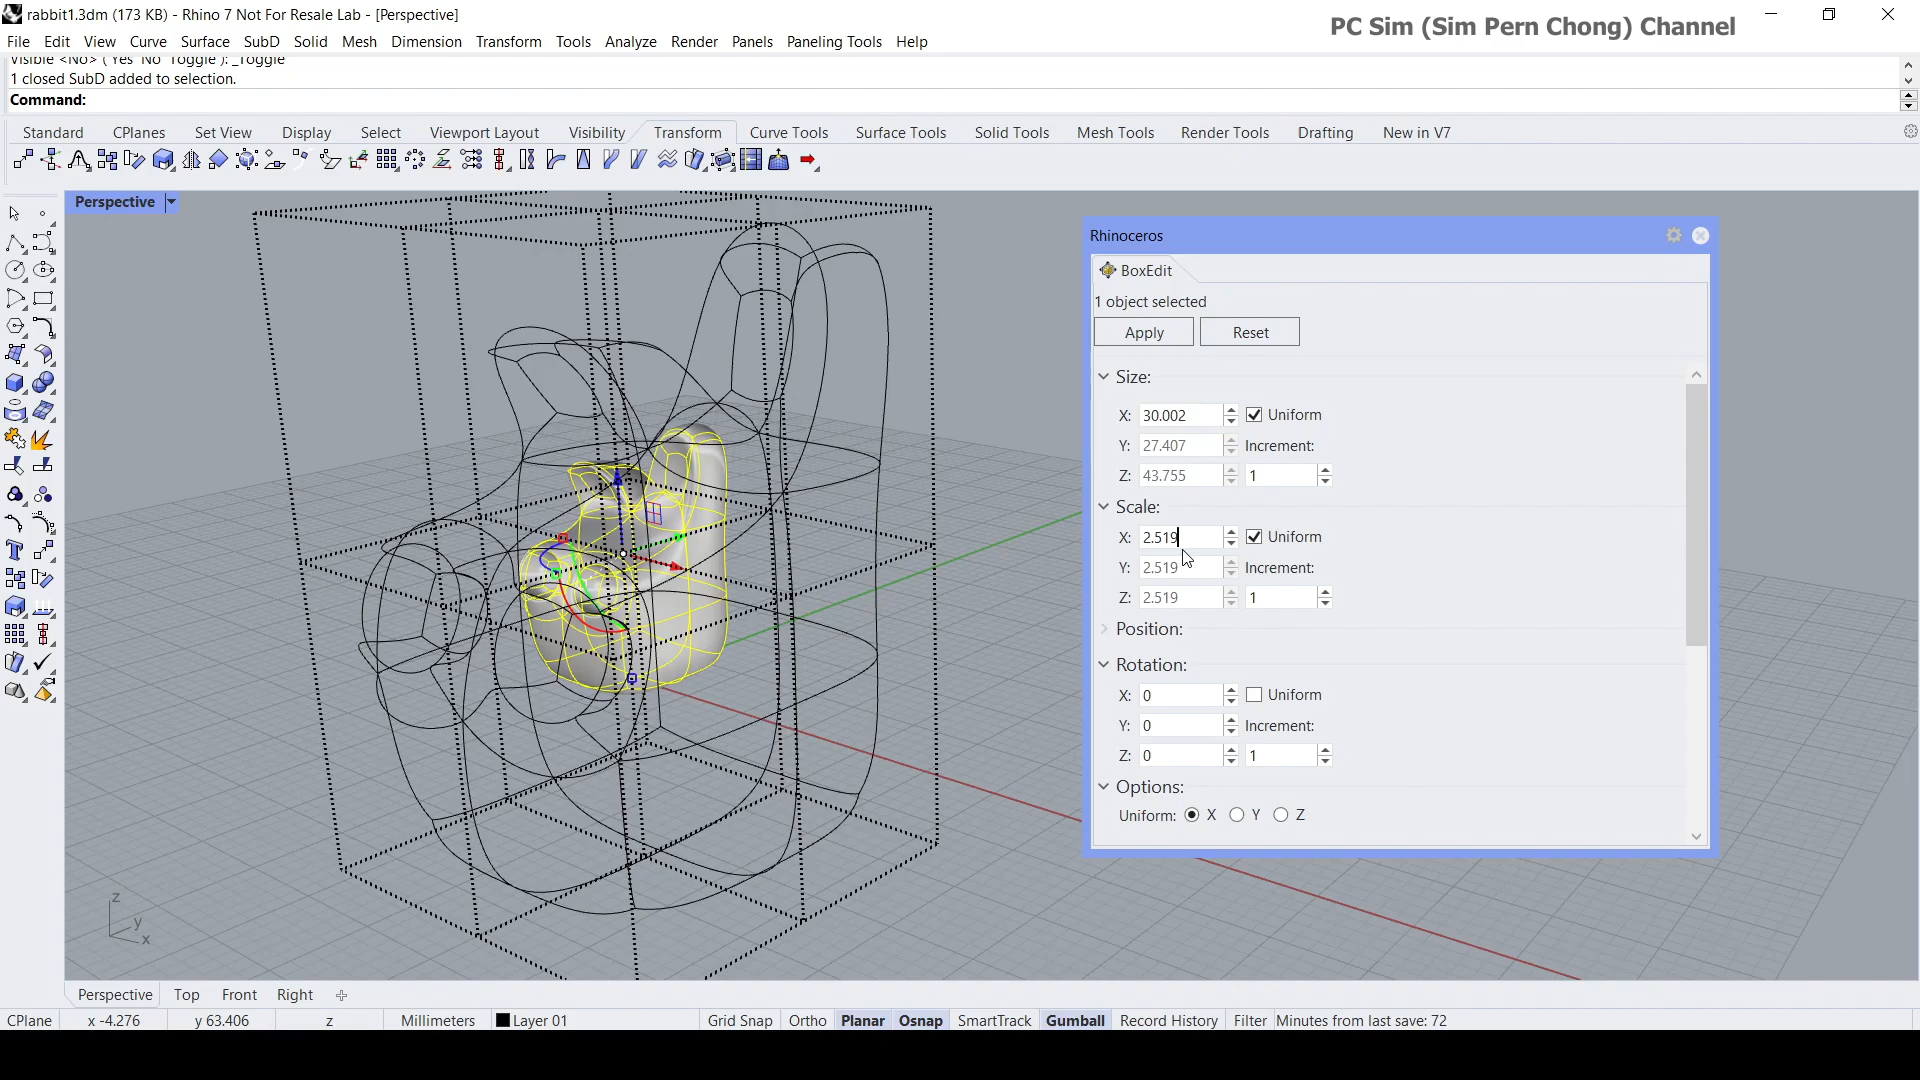 rabbit1.3dm (173 KB) - Rhino 7 Not For Resale Lab - [Perspective]
PC Sim (Sim Pern Chong) Channel
File Edit View Curve Surface SubD Solid Mesh Dimension Transform Tools Analyze Render Panels Paneling Tools Help
Visible <No> ( Yes No Toggle ): _Toggle
1 closed SubD added to selection.
Command:
Standard CPlanes Set View Display Select Viewport Layout Visibility Transform Curve Tools Surface Tools Solid Tools Mesh Tools Render Tools Drafting New in V7
Perspective
Rhinoceros
BoxEdit
1 object selected
Apply Reset
Size:
X: 30.002 Uniform
Y: 27.407 Increment:
Z: 43.755 1
Scale:
X: 2.519 Uniform
Y: 2.519 Increment:
Z: 2.519 1
Position:
Rotation:
X: 0 Uniform
Y: 0 Increment:
Z: 0 1
Options:
Uniform: X Y Z
z
y
x
Perspective Top Front Right
CPlane x -4.276 y 63.406 z Millimeters Layer 01 Grid Snap Ortho Planar Osnap SmartTrack Gumball Record History Filter Minutes from last save: 72